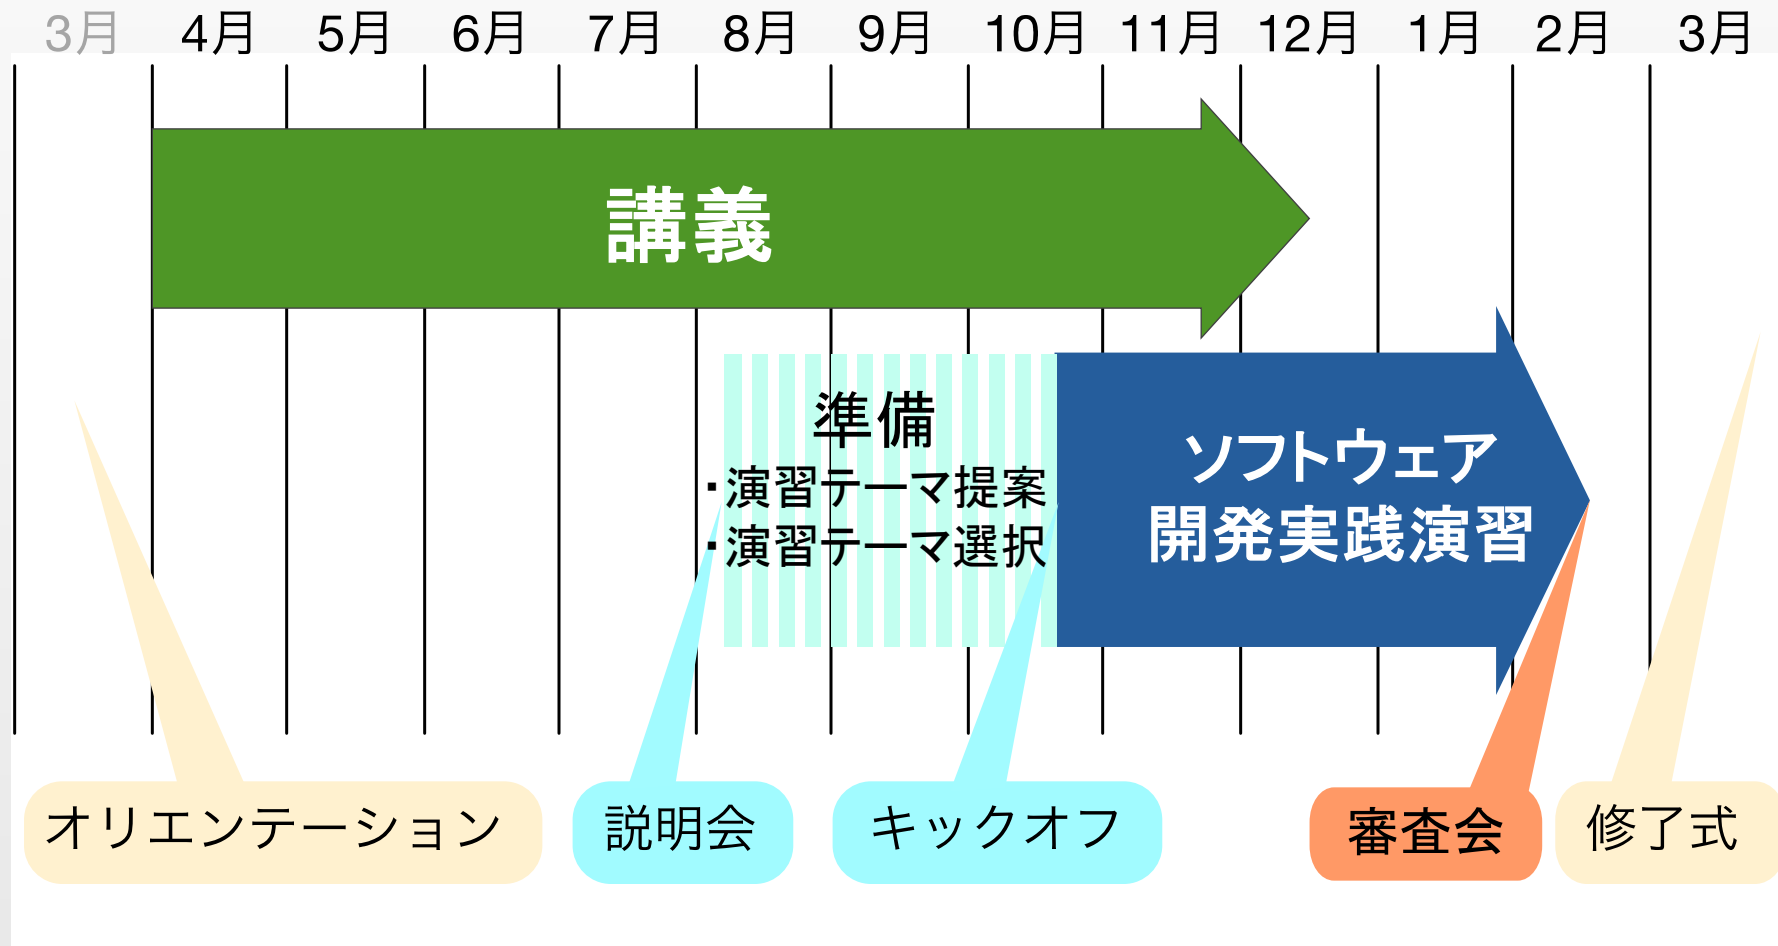 3月 4月 5月 6月 7月 8月 9月 10月 11月 12月 1月 2月 3月
講義
準備
・演習テーマ提案
・演習テーマ選択
ソフトウェア
開発実践演習
オリエンテーション
説明会
キックオフ
審査会
修了式